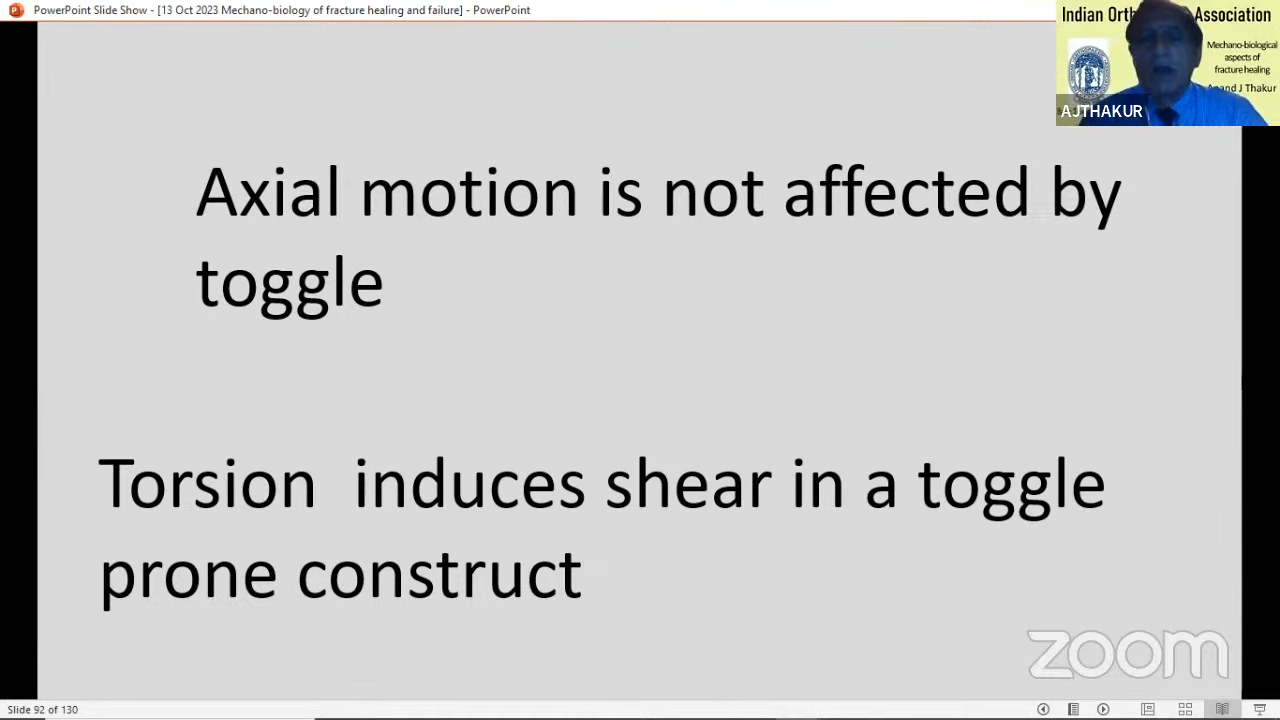 PowerPoint Slide Show - [13 Oct 2023 Mechano-biology of fracture healing and failure] - PowerPoint
Indian Orth Association
Mechano-biological
aspects of
fracture healing
Anand J Thakur
AJTHAKUR
Axial motion is not affected by
toggle
Torsion induces shear in a toggle
prone construct
zoom
Slide 92 of 130